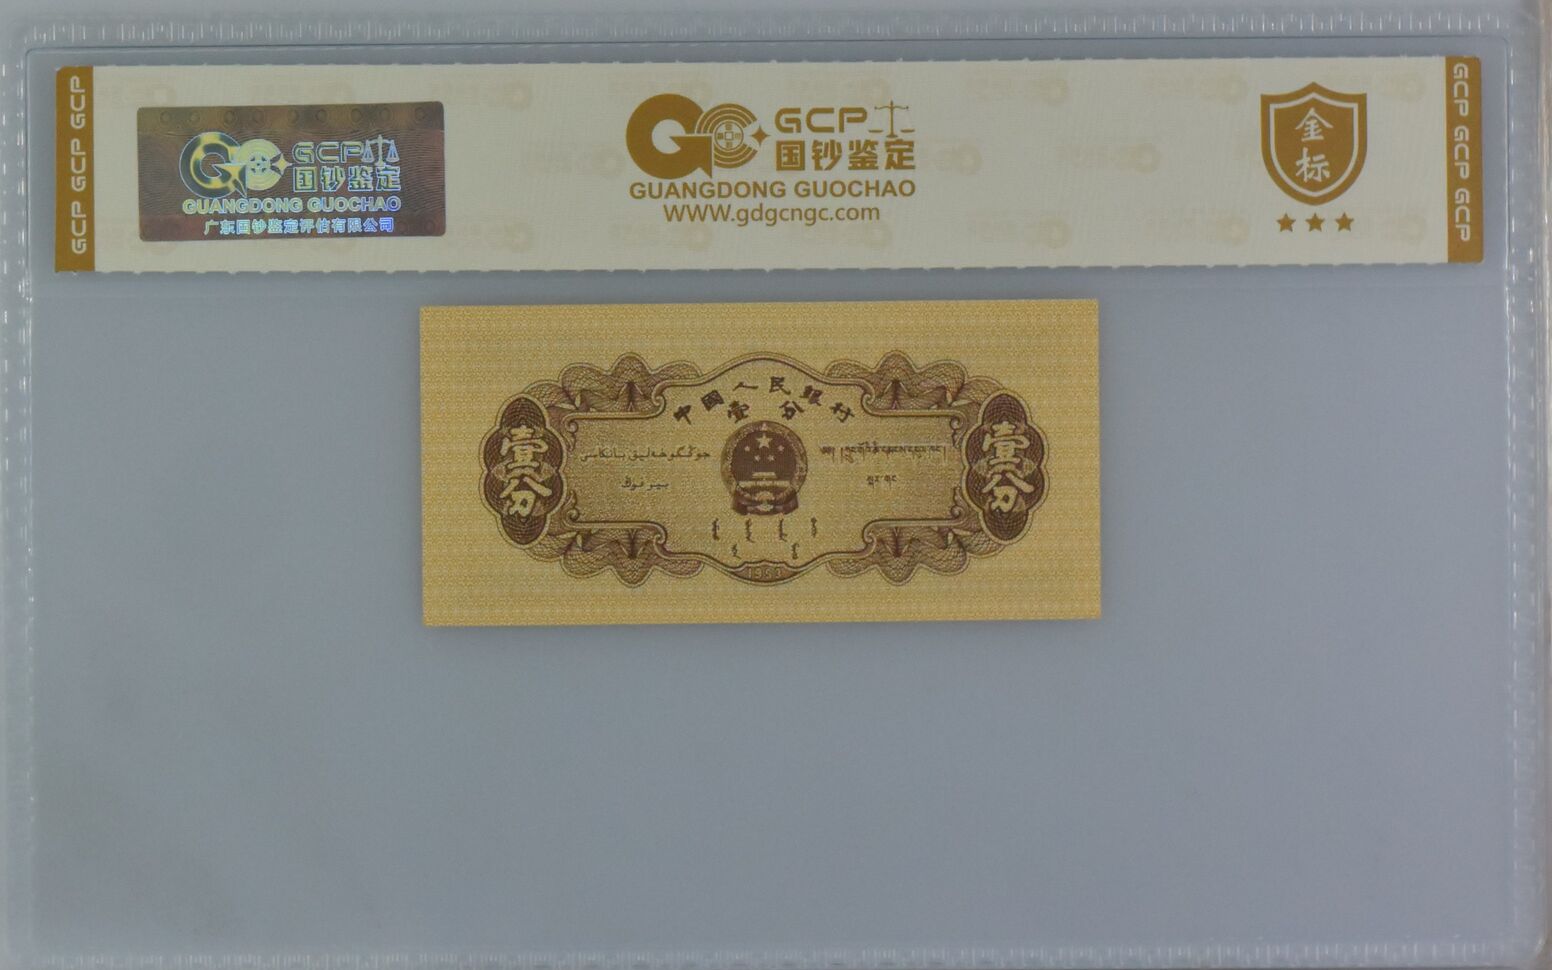 GCP GCP GCP
GCP 国钞鉴定
GUANGDONG GUOCHAO
广东国钞鉴定评估有限公司
GCP
国钞鉴定
GUANGDONG GUOCHAO
WWW.gdgcngc.com
金标
GCP GCP GCP
中国人民银行
壹分
壹分
壹分
1953